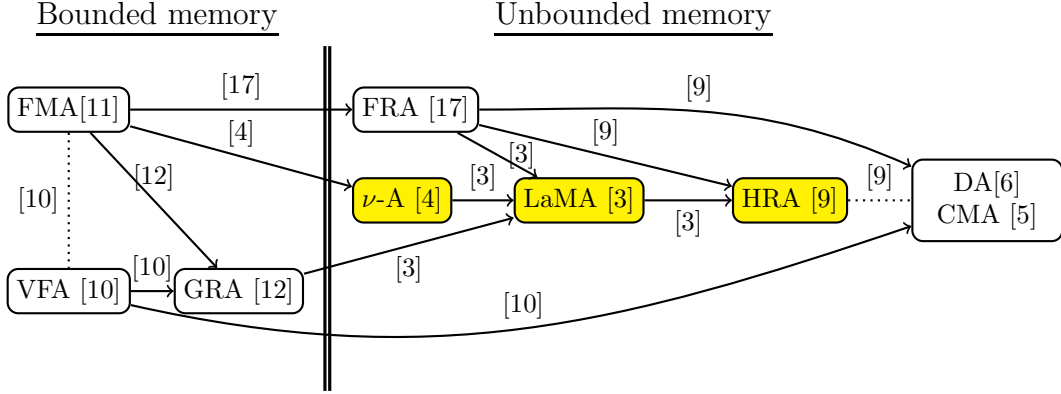 Bounded memory
Unbounded memory
[17]
[9]
FMA[11]
FRA [17]
[4]
[9]
[3]
[12]
[3]
[9]
DA[6]
[10]
ν-A [4]
LaMA [3]
HRA [9]
CMA [5]
[3]
[10]
[3]
VFA [10]
GRA [12]
[10]